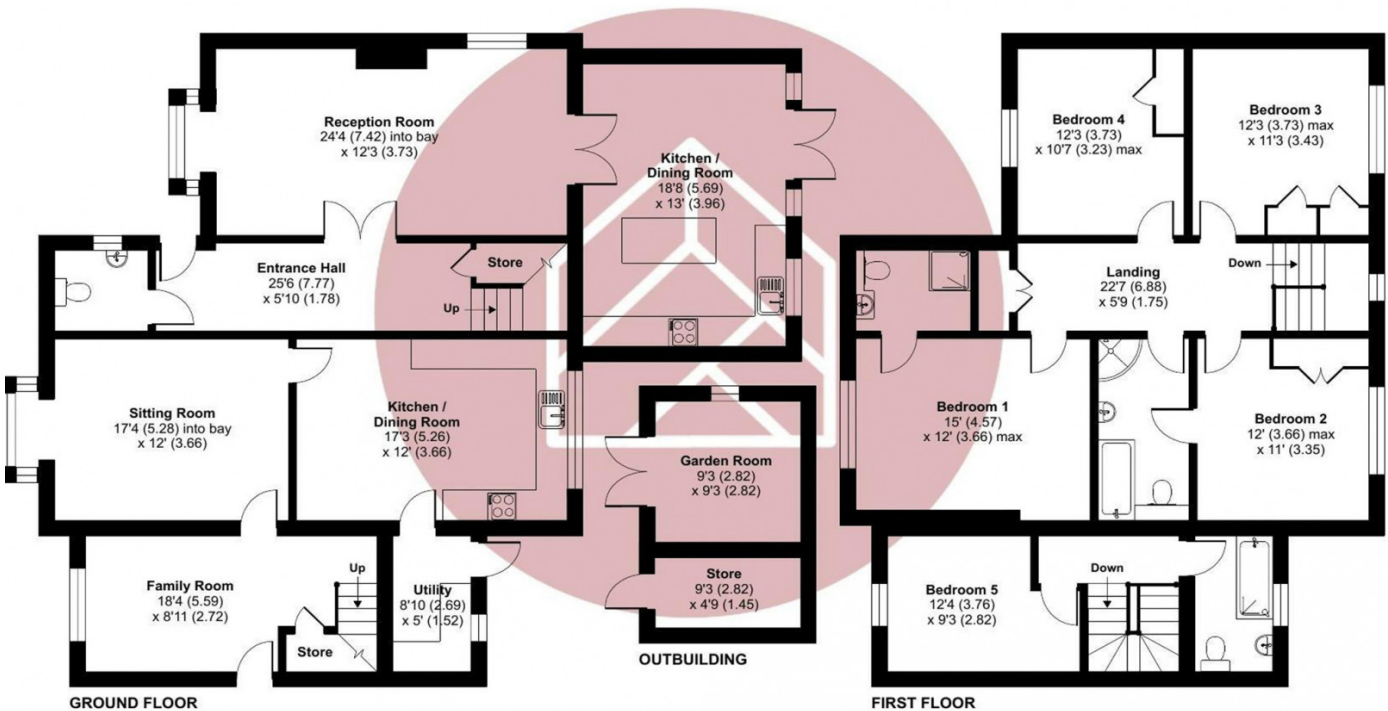 Reception Room
24'4 (7.42) into bay
x 12'3 (3.73)
Kitchen /
Dining Room
18'8 (5.69)
x 13' (3.96)
Entrance Hall
25'6 (7.77)
x 5'10 (1.78)
Store
Up
Sitting Room
17'4 (5.28) into bay
x 12' (3.66)
Kitchen /
Dining Room
17'3 (5.26)
x 12' (3.66)
Family Room
18'4 (5.59)
x 8'11 (2.72)
Up
Store
Utility
8'10 (2.69)
x 5' (1.52)
GROUND FLOOR
Garden Room
9'3 (2.82)
x 9'3 (2.82)
Store
9'3 (2.82)
x 4'9 (1.45)
OUTBUILDING
Bedroom 4
12'3 (3.73)
x 10'7 (3.23) max
Bedroom 3
12'3 (3.73) max
x 11'3 (3.43)
Landing
22'7 (6.88)
x 5'9 (1.75)
Down
Bedroom 1
15' (4.57)
x 12' (3.66) max
Bedroom 2
12' (3.66) max
x 11' (3.35)
Bedroom 5
12'4 (3.76)
x 9'3 (2.82)
Down
FIRST FLOOR